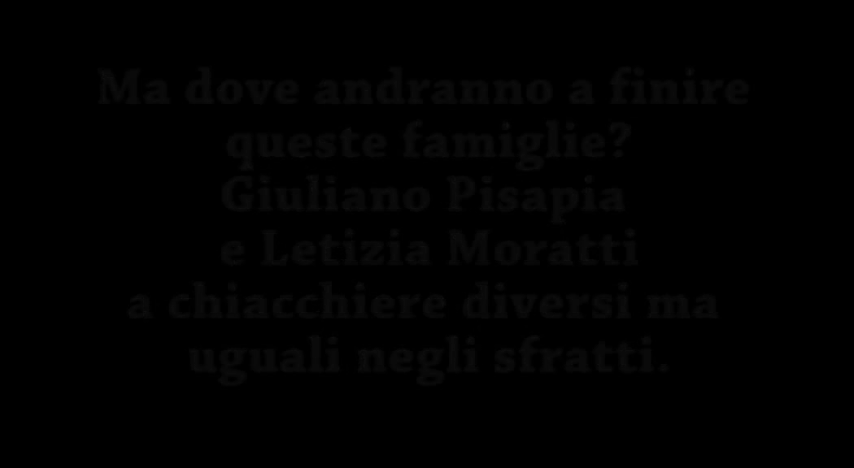 Ma dove andranno a finire
queste famiglie?
Giuliano Pisapia
e Letizia Moratti
a chiacchiere diversi ma
uguali negli sfratti.